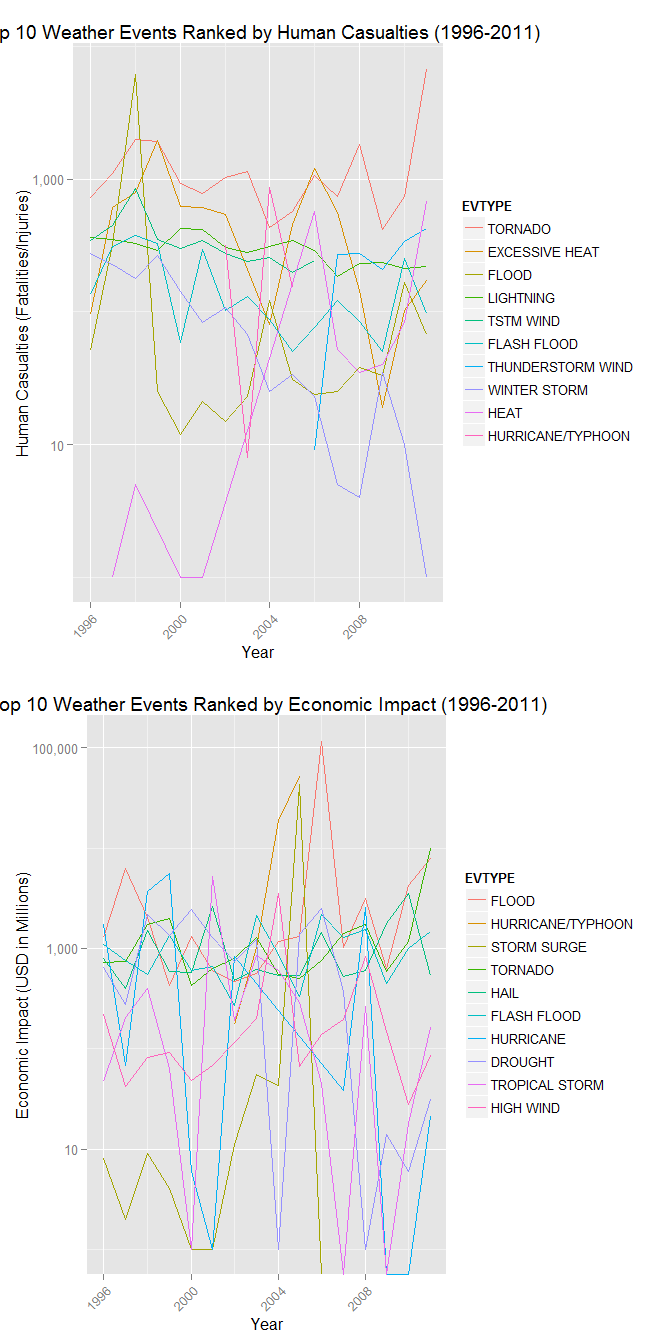 p 10 Weather Events Ranked by Human Casualties (1996-2011)
Human Casualties (Fatalities/Injuries)
1,000
10
1996
2000
2004
2008
Year
EVTYPE
TORNADO
EXCESSIVE HEAT
FLOOD
LIGHTNING
TSTM WIND
FLASH FLOOD
THUNDERSTORM WIND
WINTER STORM
HEAT
HURRICANE/TYPHOON
op 10 Weather Events Ranked by Economic Impact (1996-2011)
Economic Impact (USD in Millions)
100,000
1,000
10
1996
2000
2004
2008
Year
EVTYPE
FLOOD
HURRICANE/TYPHOON
STORM SURGE
TORNADO
HAIL
FLASH FLOOD
HURRICANE
DROUGHT
TROPICAL STORM
HIGH WIND